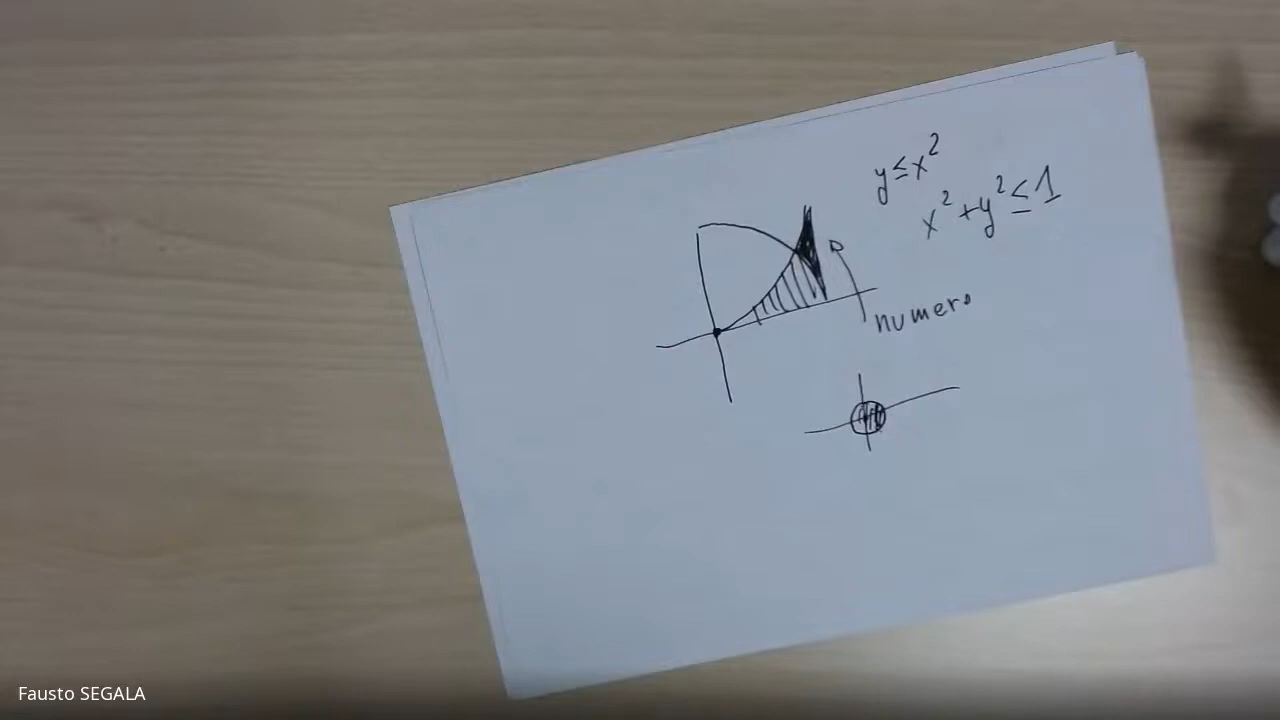 y ≤ x²
x² + y² ≤ 1
numero
Fausto SEGALA